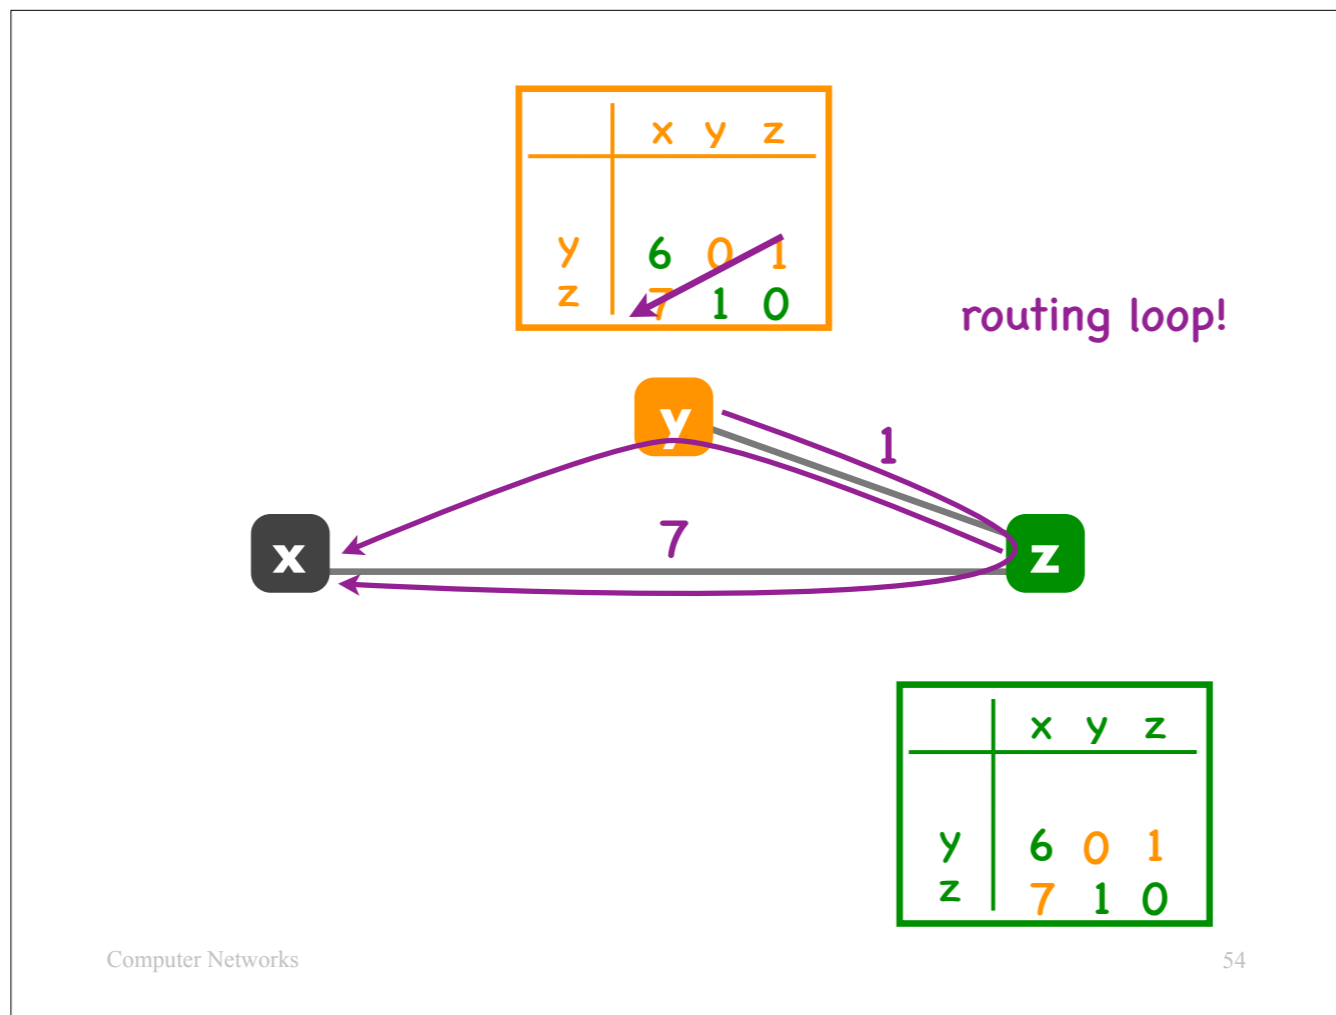 x y z
y 6 0 1
z 7 1 0
routing loop!
y
1
7
x
z
x y z
y 6 0 1
z 7 1 0
Computer Networks
54